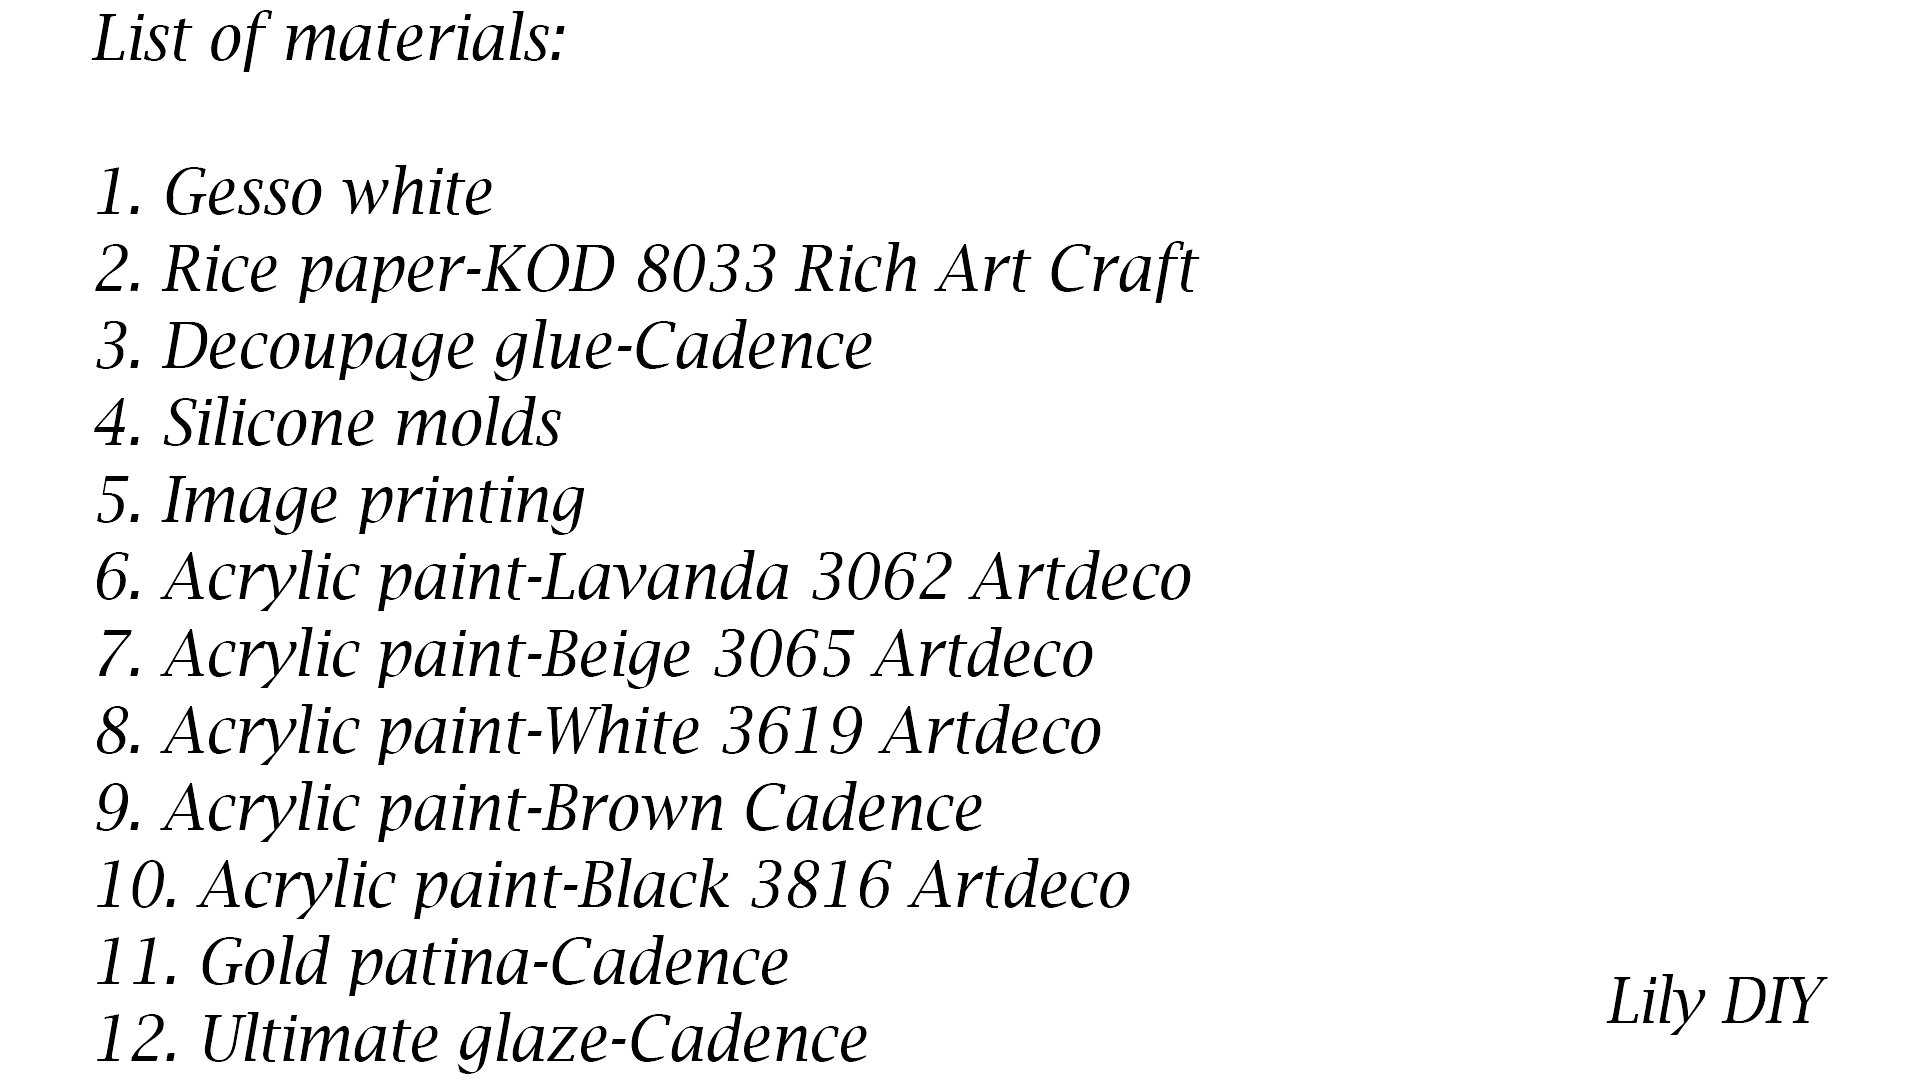 List of materials:
1. Gesso white
2. Rice paper-KOD 8033 Rich Art Craft
3. Decoupage glue-Cadence
4. Silicone molds
5. Image printing
6. Acrylic paint-Lavanda 3062 Artdeco
7. Acrylic paint-Beige 3065 Artdeco
8. Acrylic paint-White 3619 Artdeco
9. Acrylic paint-Brown Cadence
10. Acrylic paint-Black 3816 Artdeco
11. Gold patina-Cadence
12. Ultimate glaze-Cadence
Lily DIY